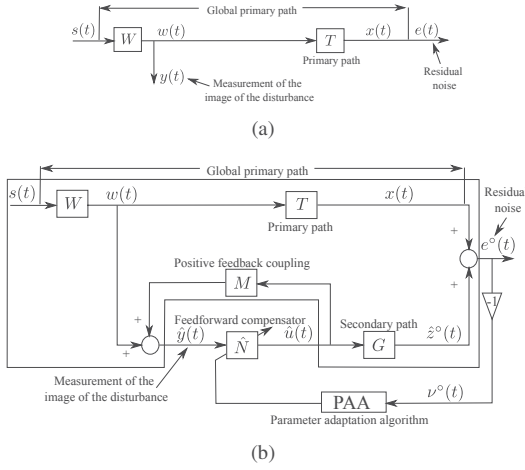 Global primary path
s(t) W w(t) T x(t) e(t)
Primary path
y(t) Measurement of the
image of the disturbance
Residual
noise
(a)
Global primary path
Residua
noise
s(t) W w(t) T x(t)
Primary path
+
e°(t)
Positive feedback coupling
M
+
-1
+
Feedforward compensator
Secondary path
+ ŷ(t) N̂ û(t) G ẑ°(t)
Measurement of the
image of the disturbance
PAA ν°(t)
Parameter adaptation algorithm
(b)